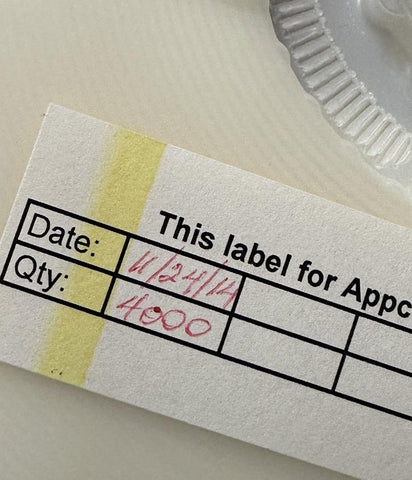 This label for Appc
Date: 11/24/14
Qty: 4000